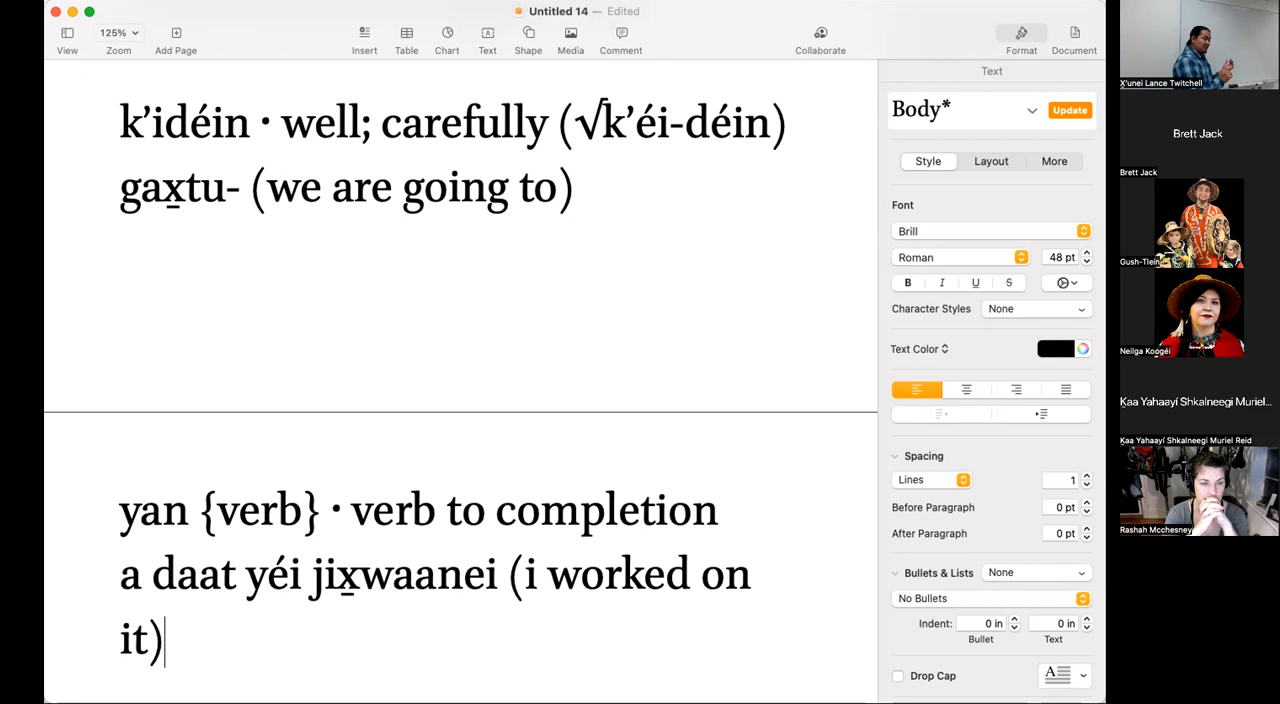 Untitled 14 — Edited
View
125%
Zoom
Add Page
Insert
Table
Chart
Text
Shape
Media
Comment
Collaborate
Format
Document
k’idéin · well; carefully (√k’éi-déin)
gax̱tu- (we are going to)
yan {verb} · verb to completion
a daat yéi jix̱waanei (i worked on
it)
Text
Body*
Update
Style
Layout
More
Font
Brill
Roman
48 pt
B I U S
Character Styles
None
Text Color
Spacing
Lines
1
Before Paragraph
0 pt
After Paragraph
0 pt
Bullets & Lists
None
No Bullets
Indent:
0 in
0 in
Bullet
Text
Drop Cap
X'unei Lance Twitchell
Brett Jack
Brett Jack
Gush-Tlein
Neilga Koogéi
Ḵaa Yahaayí Shkalneegi Muriel...
Ḵaa Yahaayí Shkalneegi Muriel Reid
Rashah Mcchesney